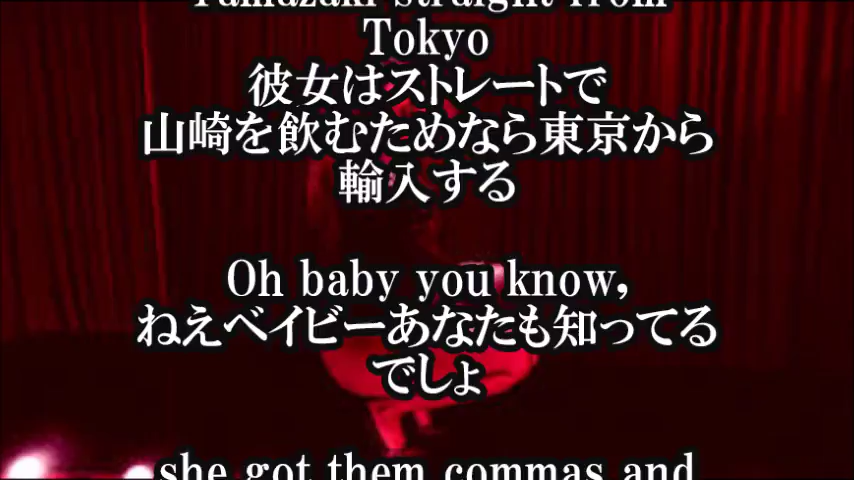 Yamazaki straight from
Tokyo
彼女はストレートで
山崎を飲むためなら東京から
輸入する
Oh baby you know,
ねえベイビーあなたも知ってる
でしょ
she got them commas and